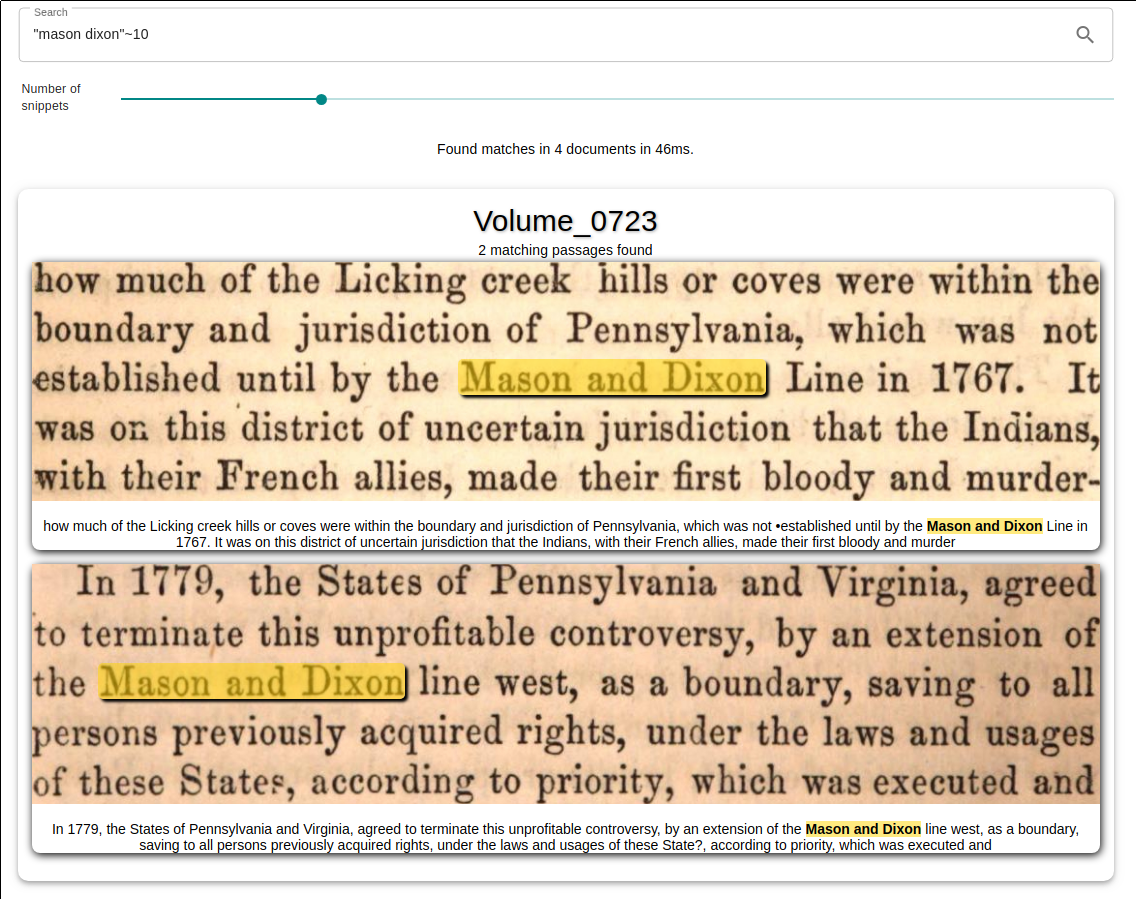 Search
"mason dixon"~10
Number of
snippets
Found matches in 4 documents in 46ms.
Volume_0723
2 matching passages found
how much of the Licking creek hills or coves were within the
boundary and jurisdiction of Pennsylvania, which was not
established until by the Mason and Dixon Line in 1767. It
was on this district of uncertain jurisdiction that the Indians,
with their French allies, made their first bloody and murder-
how much of the Licking creek hills or coves were within the boundary and jurisdiction of Pennsylvania, which was not •established until by the Mason and Dixon Line in
1767. It was on this district of uncertain jurisdiction that the Indians, with their French allies, made their first bloody and murder
In 1779, the States of Pennsylvania and Virginia, agreed
to terminate this unprofitable controversy, by an extension of
the Mason and Dixon line west, as a boundary, saving to all
persons previously acquired rights, under the laws and usages
of these States, according to priority, which was executed and
In 1779, the States of Pennsylvania and Virginia, agreed to terminate this unprofitable controversy, by an extension of the Mason and Dixon line west, as a boundary,
saving to all persons previously acquired rights, under the laws and usages of these State?, according to priority, which was executed and